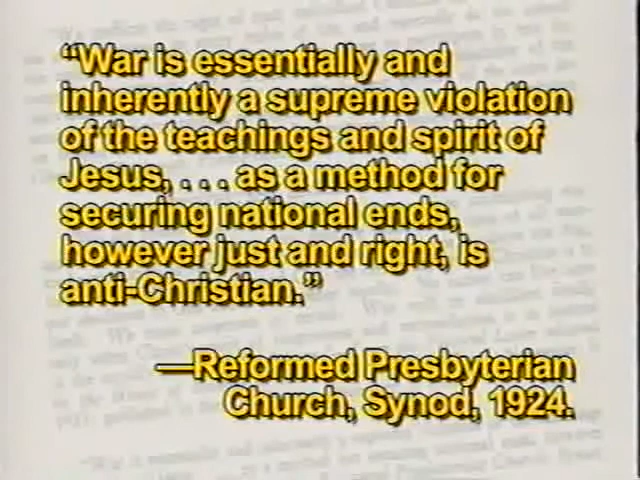 “War is essentially and
inherently a supreme violation
of the teachings and spirit of
Jesus, . . . as a method for
securing national ends,
however just and right, is
anti-Christian.”
—Reformed Presbyterian
Church, Synod, 1924.